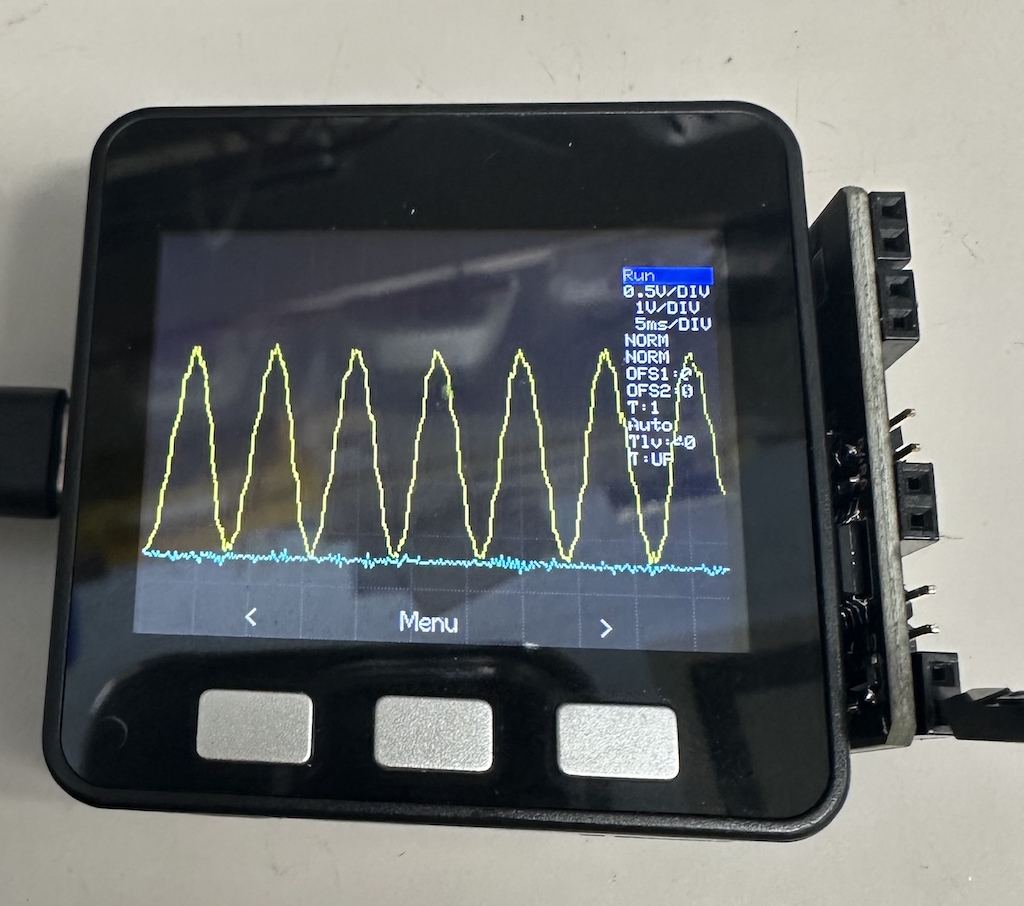 Run
0.5V/DIV
1V/DIV
5ms/DIV
NORM
NORM
OFS1:0
OFS2:0
T:1
Auto
Tlv:40
T:UP
< Menu >